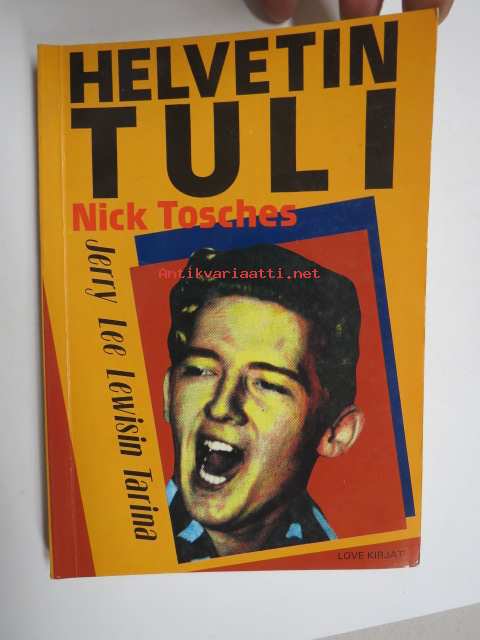 HELVETIN
TULI
Nick Tosches
Antikvariaatti.net
Jerry Lee Lewisin Tarina
LOVE KIRJAT